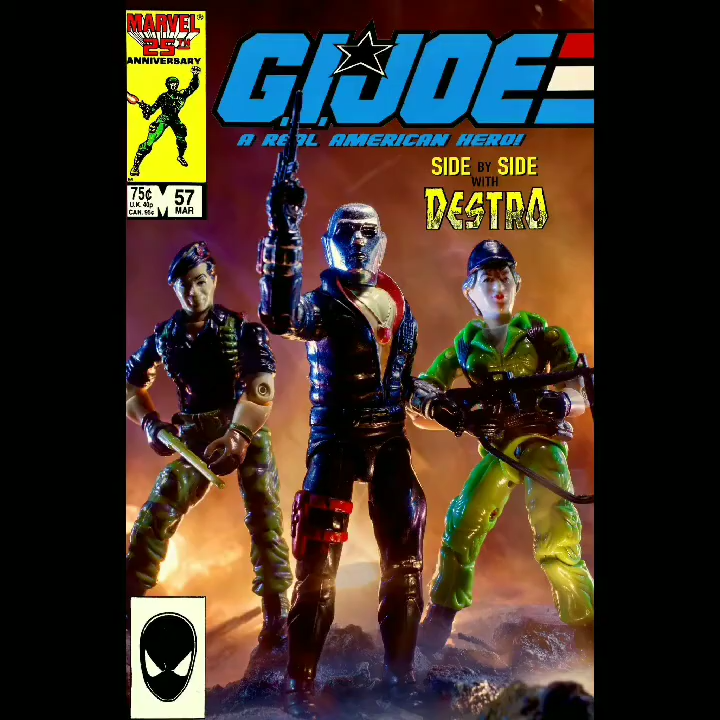 MARVEL®
25TH
ANNIVERSARY
75¢
U.K. 40p
CAN. 95¢
57
MAR
G.I.JOE
A REAL AMERICAN HERO!
SIDE BY SIDE
WITH
DESTRO